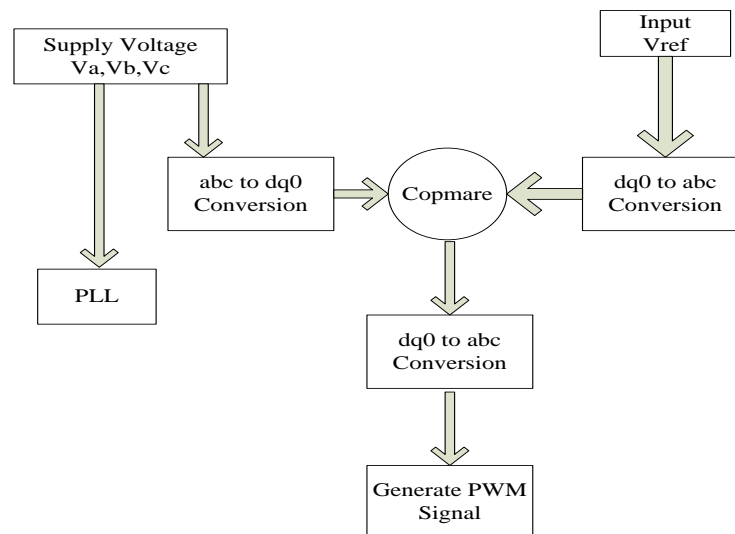 Supply Voltage
Va,Vb,Vc
Input
Vref
abc to dq0
Conversion
Copmare
dq0 to abc
Conversion
PLL
dq0 to abc
Conversion
Generate PWM
Signal